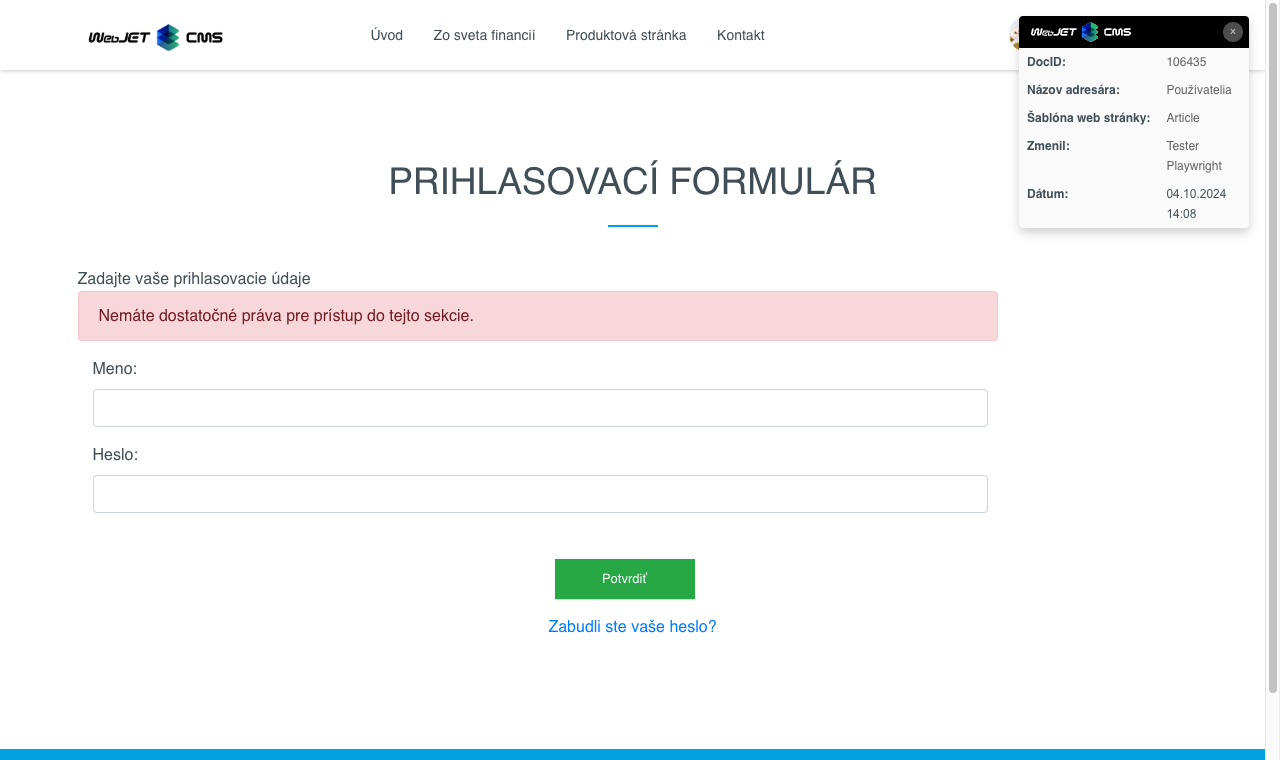 WebJET CMS
Úvod
Zo sveta financií
Produktová stránka
Kontakt
WebJET CMS
×
DocID: 106435
Názov adresára: Používatelia
Šablóna web stránky: Article
Zmenil: Tester
Playwright
Dátum: 04.10.2024
14:08
PRIHLASOVACÍ FORMULÁR
Zadajte vaše prihlasovacie údaje
Nemáte dostatočné práva pre prístup do tejto sekcie.
Meno:
Heslo:
Potvrdiť
Zabudli ste vaše heslo?